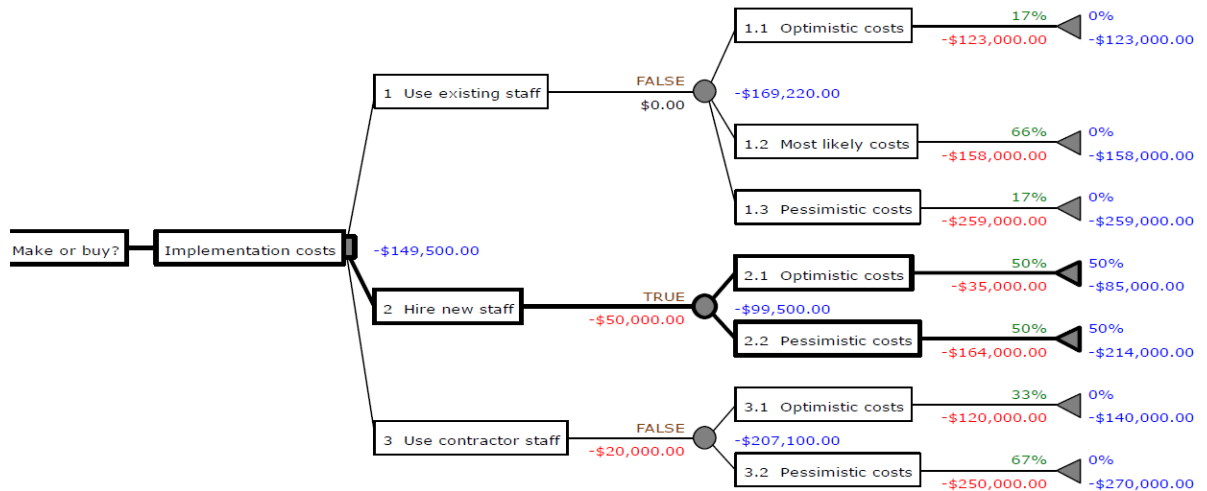 17% 0%
1.1 Optimistic costs
-$123,000.00 -$123,000.00
FALSE
1 Use existing staff
-$169,220.00
$0.00
66% 0%
1.2 Most likely costs
-$158,000.00 -$158,000.00
17% 0%
1.3 Pessimistic costs
-$259,000.00 -$259,000.00
Make or buy? Implementation costs -$149,500.00
50% 50%
2.1 Optimistic costs
-$35,000.00 -$85,000.00
TRUE
2 Hire new staff
-$99,500.00
-$50,000.00
50% 50%
2.2 Pessimistic costs
-$164,000.00 -$214,000.00
33% 0%
3.1 Optimistic costs
-$120,000.00 -$140,000.00
FALSE
3 Use contractor staff
-$207,100.00
-$20,000.00
67% 0%
3.2 Pessimistic costs
-$250,000.00 -$270,000.00